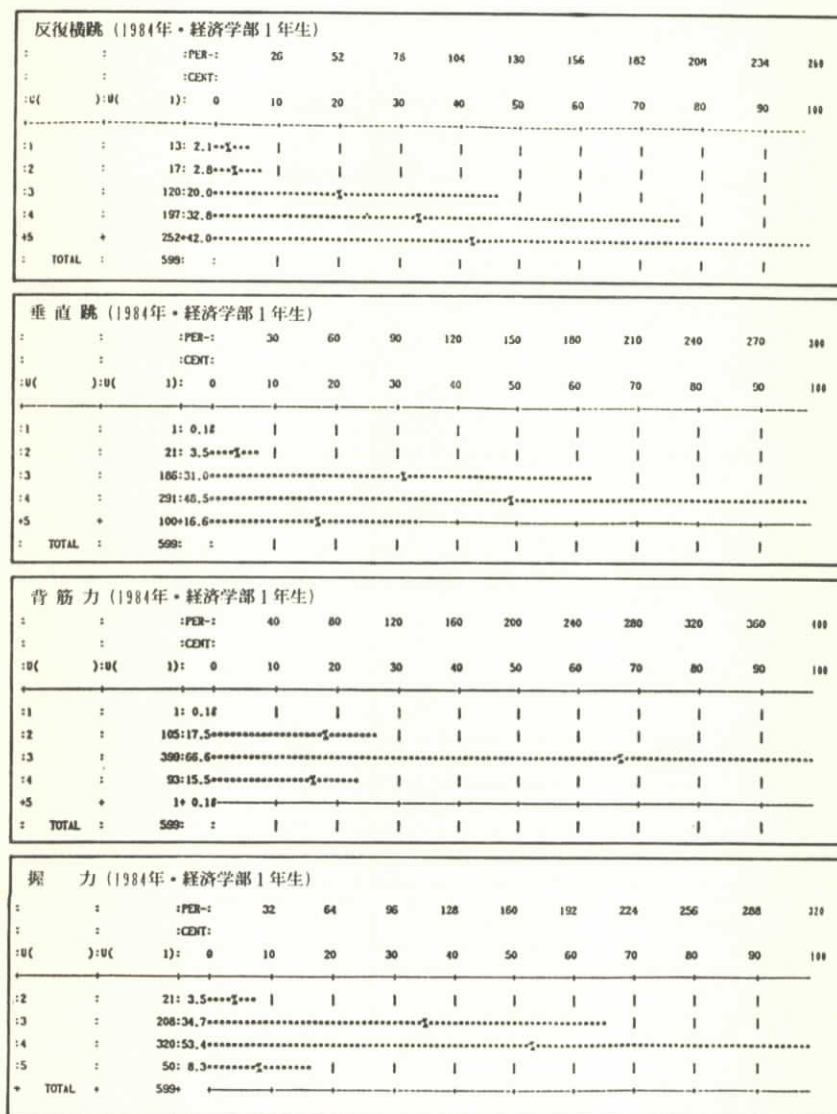 反復横跳 (1984年・経済学部1年生)
: : :PER-: 26 52 78 104 130 156 182 208 234 260
: : :CENT:
:U( ):U( 1): 0 10 20 30 40 50 60 70 80 90 100
:1 : 13: 2.1
:2 : 17: 2.8
:3 : 120:20.0
:4 : 197:32.8
+5 + 252+42.0
: TOTAL : 599: :
垂直跳 (1984年・経済学部1年生)
: : :PER-: 30 60 90 120 150 180 210 240 270 300
: : :CENT:
:U( ):U( 1): 0 10 20 30 40 50 60 70 80 90 100
:1 : 1: 0.1%
:2 : 21: 3.5
:3 : 186:31.0
:4 : 291:48.5
+5 + 100+16.6
: TOTAL : 599: :
背筋力 (1984年・経済学部1年生)
: : :PER-: 40 80 120 160 200 240 280 320 360 400
: : :CENT:
:U( ):U( 1): 0 10 20 30 40 50 60 70 80 90 100
:1 : 1: 0.1%
:2 : 105:17.5
:3 : 399:66.6
:4 : 93:15.5
+5 + 1+ 0.1%
: TOTAL : 599: :
握 力 (1984年・経済学部1年生)
: : :PER-: 32 64 96 128 160 192 224 256 288 320
: : :CENT:
:U( ):U( 1): 0 10 20 30 40 50 60 70 80 90 100
:2 : 21: 3.5
:3 : 208:34.7
:4 : 320:53.4
:5 : 50: 8.3
+ TOTAL + 599+